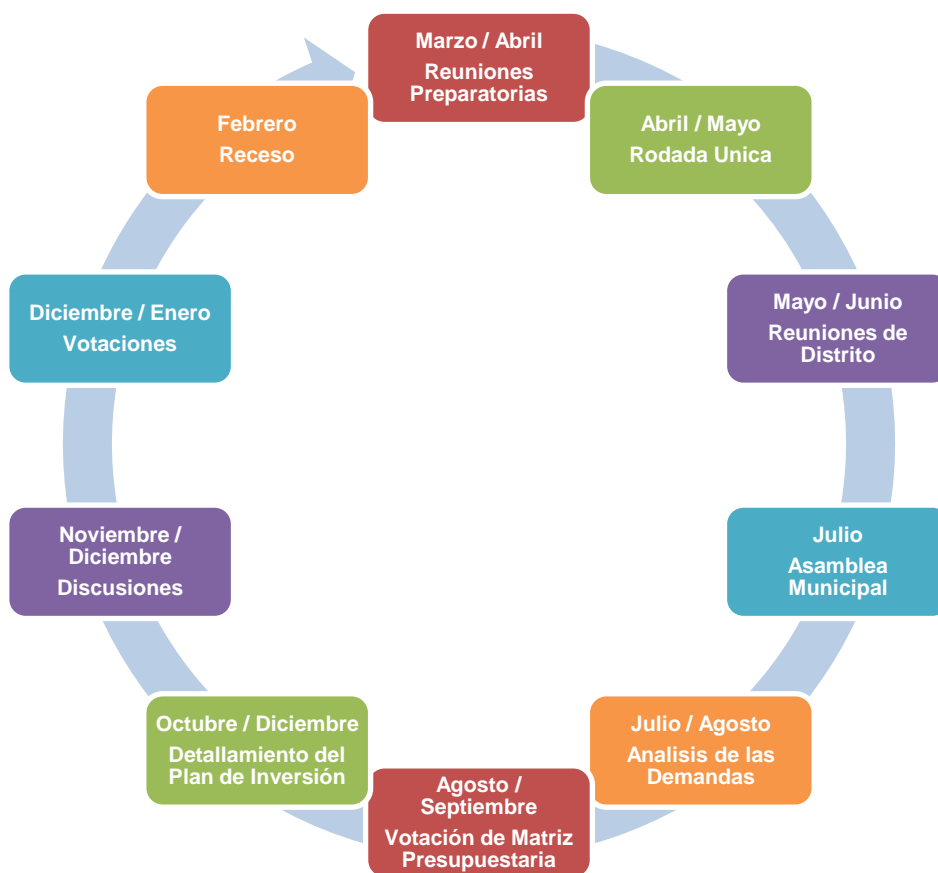 Marzo / Abril
Reuniones
Preparatorias
Abril / Mayo
Rodada Unica
Mayo / Junio
Reuniones de
Distrito
Julio
Asamblea
Municipal
Julio / Agosto
Analisis de las
Demandas
Agosto /
Septiembre
Votación de Matriz
Presupuestaria
Octubre / Diciembre
Detallamiento del
Plan de Inversión
Noviembre /
Diciembre
Discusiones
Diciembre / Enero
Votaciones
Febrero
Receso